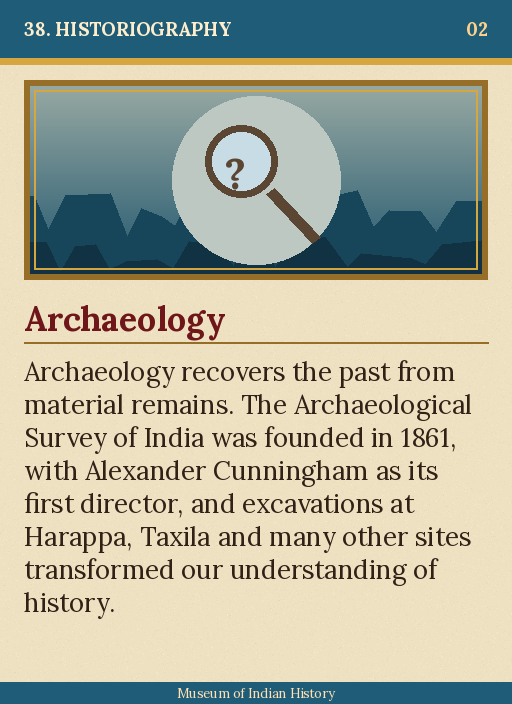 38. HISTORIOGRAPHY
02
?
Archaeology
Archaeology recovers the past from
material remains. The Archaeological
Survey of India was founded in 1861,
with Alexander Cunningham as its
first director, and excavations at
Harappa, Taxila and many other sites
transformed our understanding of
history.
Museum of Indian History